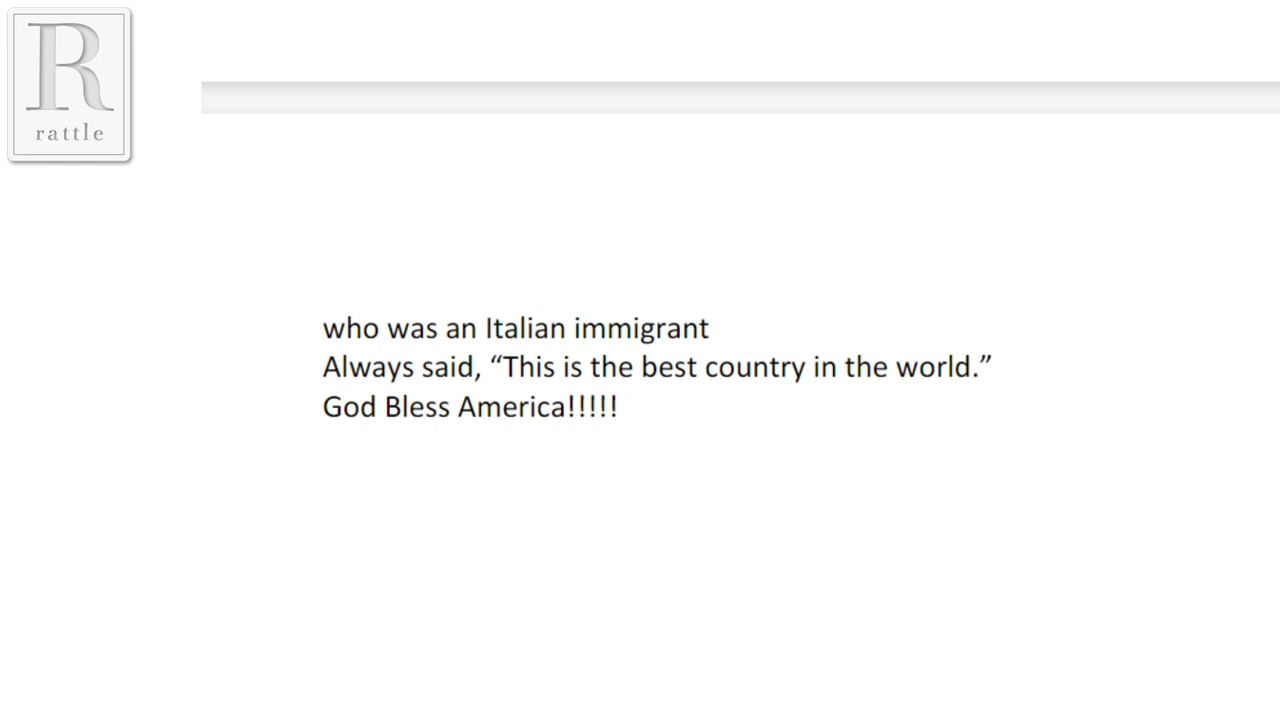 R
rattle
who was an Italian immigrant
Always said, “This is the best country in the world.”
God Bless America!!!!!